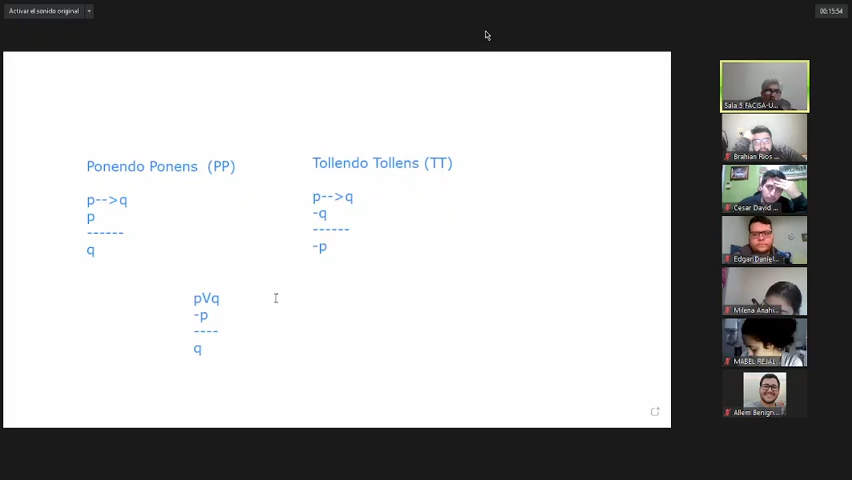 Activar el sonido original
00:15:54
Ponendo Ponens (PP)
p-->q
p
------
q
Tollendo Tollens (TT)
p-->q
-q
------
-p
pVq
-p
----
q
Sala 5 FACISA-U...
Brahian Rios ...
Cesar David ...
Edgar Daniel...
Milena Anahi...
MABEL REJAL...
Allem Benign...